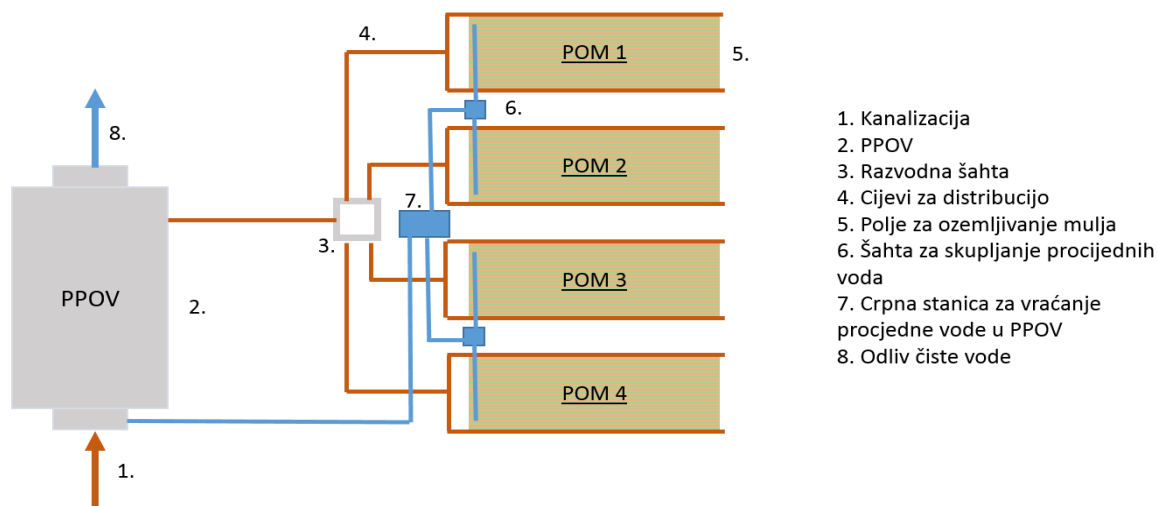 4.
POM 1
5.
8.
6.
POM 2
7.
3.
PPOV
2.
POM 3
POM 4
1.
1. Kanalizacija
2. PPOV
3. Razvodna šahta
4. Cijevi za distribucijo
5. Polje za ozemljivanje mulja
6. Šahta za skupljanje procijednih
voda
7. Crpna stanica za vraćanje
procjedne vode u PPOV
8. Odliv čiste vode